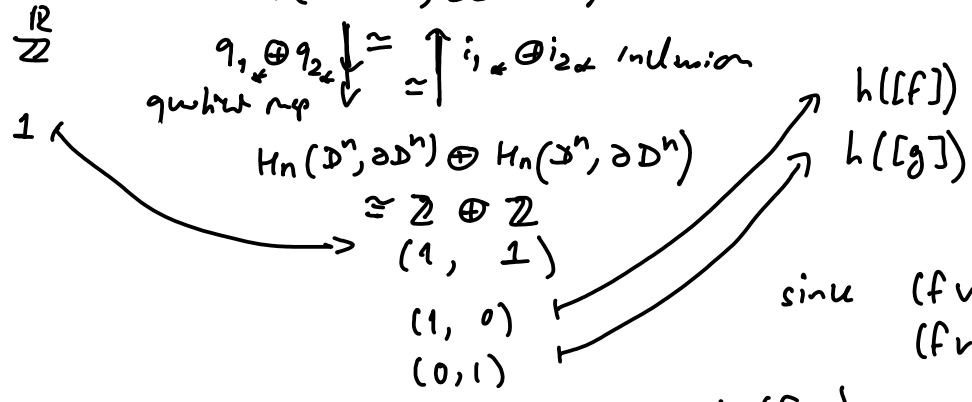 ≅
ℤ
q₁* ⊕ q₂* ↓ ≃ ≃ ↑ i₁* ⊕ i₂* inclusion
quotient map
1
Hn(Dⁿ, ∂Dⁿ) ⊕ Hn(Dⁿ, ∂Dⁿ)
≅ ℤ ⊕ ℤ
(1, 1)
(1, 0)
(0,1)
h([f])
h([g])
since (f v
(f v